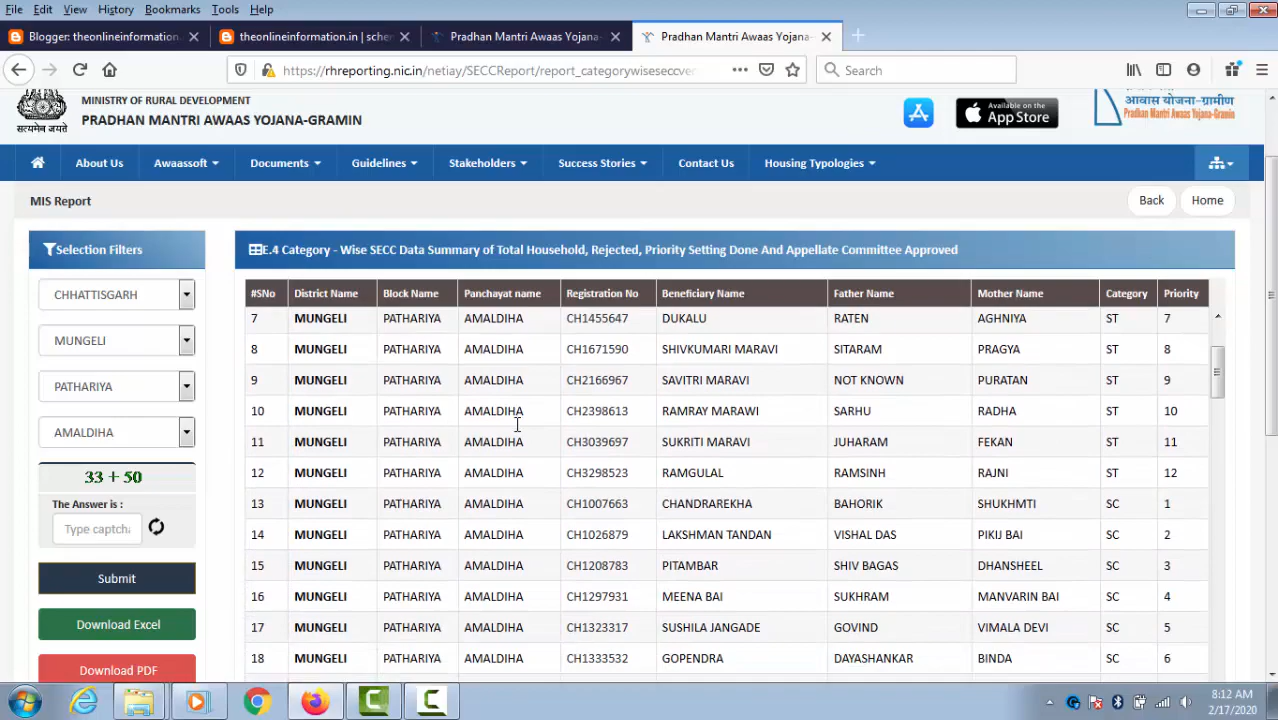 File Edit View History Bookmarks Tools Help
Blogger: theonlineinformation.
theonlineinformation.in | schem
Pradhan Mantri Awaas Yojana-
Pradhan Mantri Awaas Yojana-
https://rhreporting.nic.in/netiay/SECCReport/report_categorywiseseccve
Search
MINISTRY OF RURAL DEVELOPMENT
PRADHAN MANTRI AWAAS YOJANA-GRAMIN
सत्यमेव जयते
Available on the
App Store
आवास योजना-ग्रामीण
Pradhan Mantri Awaas Yojana-Gramin
About Us Awaassoft Documents Guidelines Stakeholders Success Stories Contact Us Housing Typologies
MIS Report
Back Home
Selection Filters
CHHATTISGARH
MUNGELI
PATHARIYA
AMALDIHA
33 + 50
The Answer is :
Type captcha
Submit
Download Excel
Download PDF
E.4 Category - Wise SECC Data Summary of Total Household, Rejected, Priority Setting Done And Appellate Committee Approved
#SNo District Name Block Name Panchayat name Registration No Beneficiary Name Father Name Mother Name Category Priority
7 MUNGELI PATHARIYA AMALDIHA CH1455647 DUKALU RATEN AGHNIYA ST 7
8 MUNGELI PATHARIYA AMALDIHA CH1671590 SHIVKUMARI MARAVI SITARAM PRAGYA ST 8
9 MUNGELI PATHARIYA AMALDIHA CH2166967 SAVITRI MARAVI NOT KNOWN PURATAN ST 9
10 MUNGELI PATHARIYA AMALDIHA CH2398613 RAMRAY MARAWI SARHU RADHA ST 10
11 MUNGELI PATHARIYA AMALDIHA CH3039697 SUKRITI MARAVI JUHARAM FEKAN ST 11
12 MUNGELI PATHARIYA AMALDIHA CH3298523 RAMGULAL RAMSINH RAJNI ST 12
13 MUNGELI PATHARIYA AMALDIHA CH1007663 CHANDRAREKHA BAHORIK SHUKHMTI SC 1
14 MUNGELI PATHARIYA AMALDIHA CH1026879 LAKSHMAN TANDAN VISHAL DAS PIKIJ BAI SC 2
15 MUNGELI PATHARIYA AMALDIHA CH1208783 PITAMBAR SHIV BAGAS DHANSHEEL SC 3
16 MUNGELI PATHARIYA AMALDIHA CH1297931 MEENA BAI SUKHRAM MANVARIN BAI SC 4
17 MUNGELI PATHARIYA AMALDIHA CH1323317 SUSHILA JANGADE GOVIND VIMALA DEVI SC 5
18 MUNGELI PATHARIYA AMALDIHA CH1333532 GOPENDRA DAYASHANKAR BINDA SC 6
8:12 AM
2/17/2020